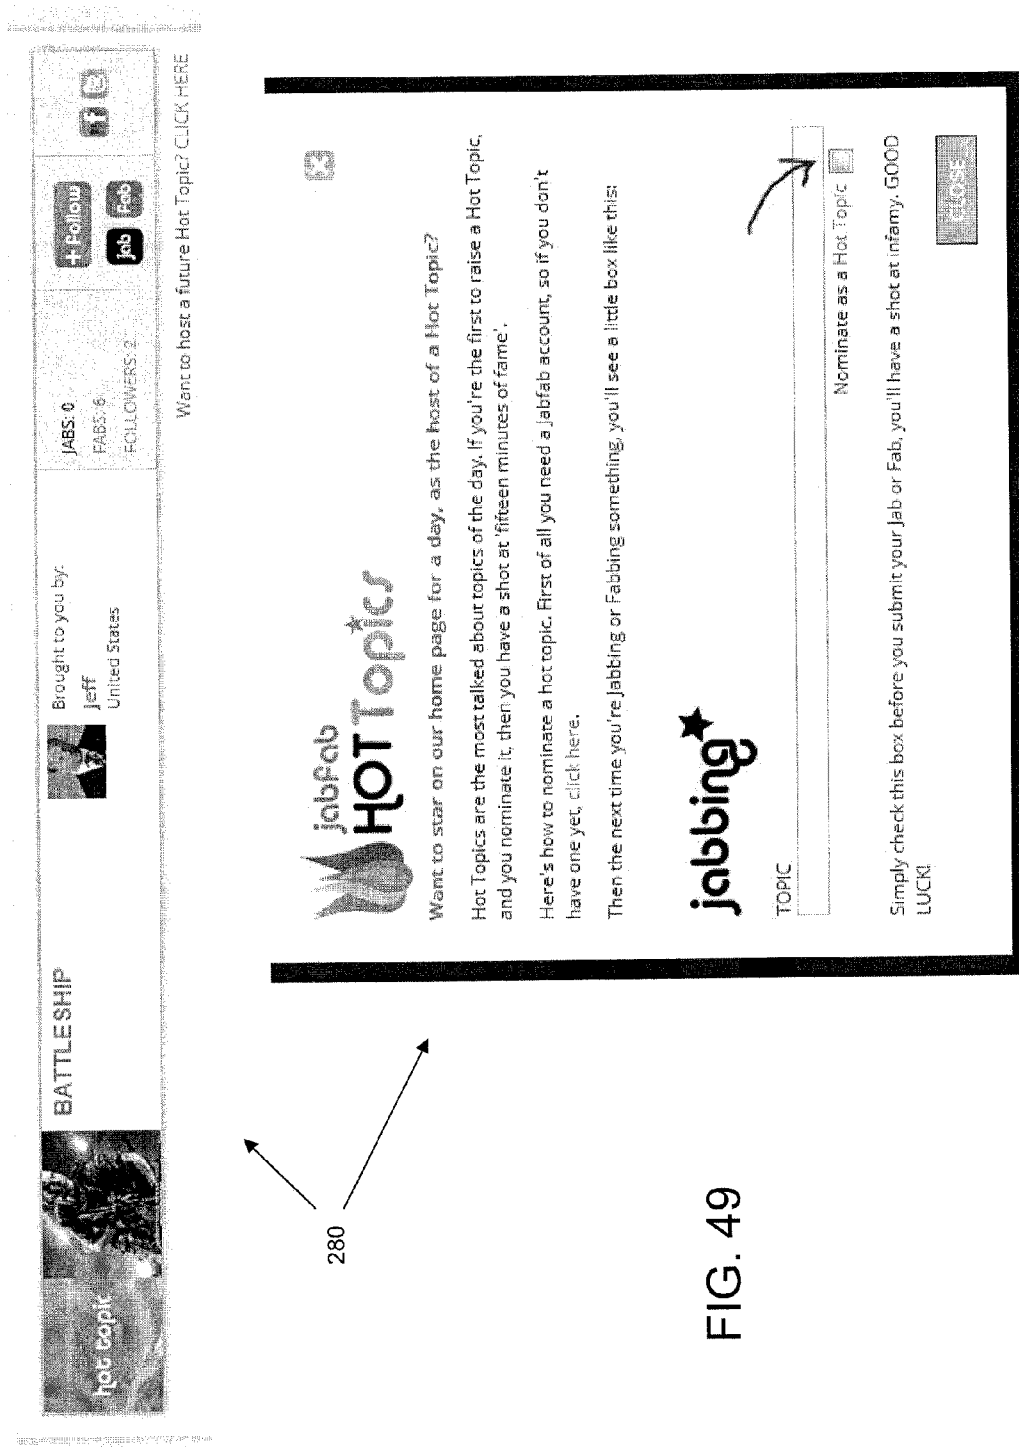 hot topic
BATTLESHIP
Brought to you by:
Jeff
United States
JABS: 0
FABS: 6
FOLLOWERS: 2
+ Follow
jab
Fab
f
Want to host a future Hot Topic? CLICK HERE
jabfab
HOT Topics
Want to star on our home page for a day, as the host of a Hot Topic?
Hot Topics are the most talked about topics of the day. If you're the first to raise a Hot Topic,
and you nominate it, then you have a shot at 'fifteen minutes of fame'.
Here's how to nominate a hot topic. First of all you need a jabfab account, so if you don't
have one yet, click here.
Then the next time you're Jabbing or Fabbing something, you'll see a little box like this:
jabbing
TOPIC
Nominate as a Hot Topic
Simply check this box before you submit your Jab or Fab, you'll have a shot at infamy. GOOD
LUCK!
CLOSE
280
FIG. 49